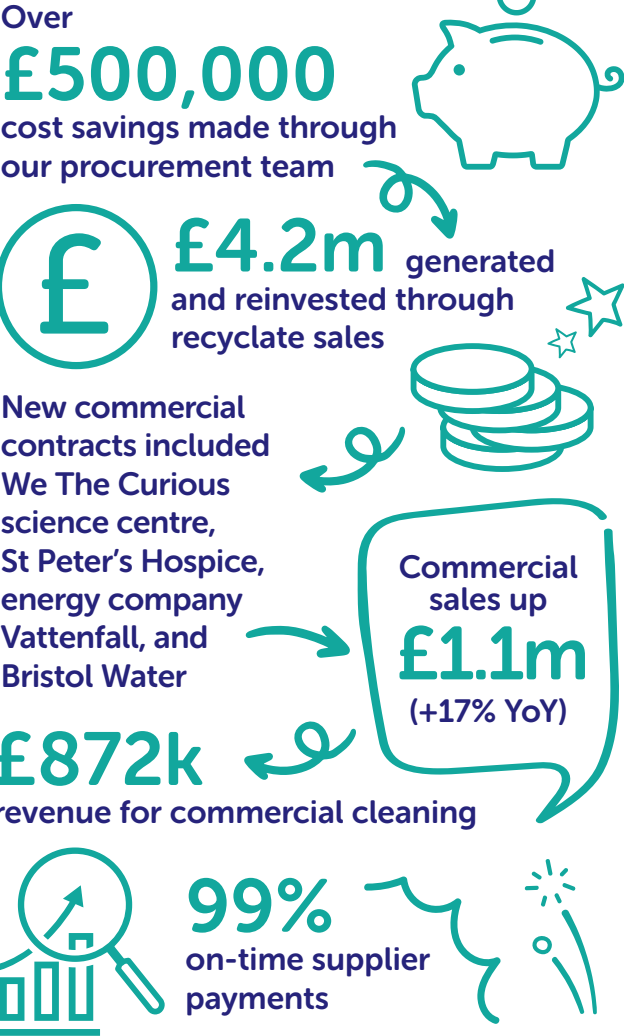 Over
£500,000
cost savings made through
our procurement team
£
£4.2m generated
and reinvested through
recyclate sales
New commercial
contracts included
We The Curious
science centre,
St Peter’s Hospice,
energy company
Vattenfall, and
Bristol Water
Commercial
sales up
£1.1m
(+17% YoY)
£872k
revenue for commercial cleaning
99%
on-time supplier
payments